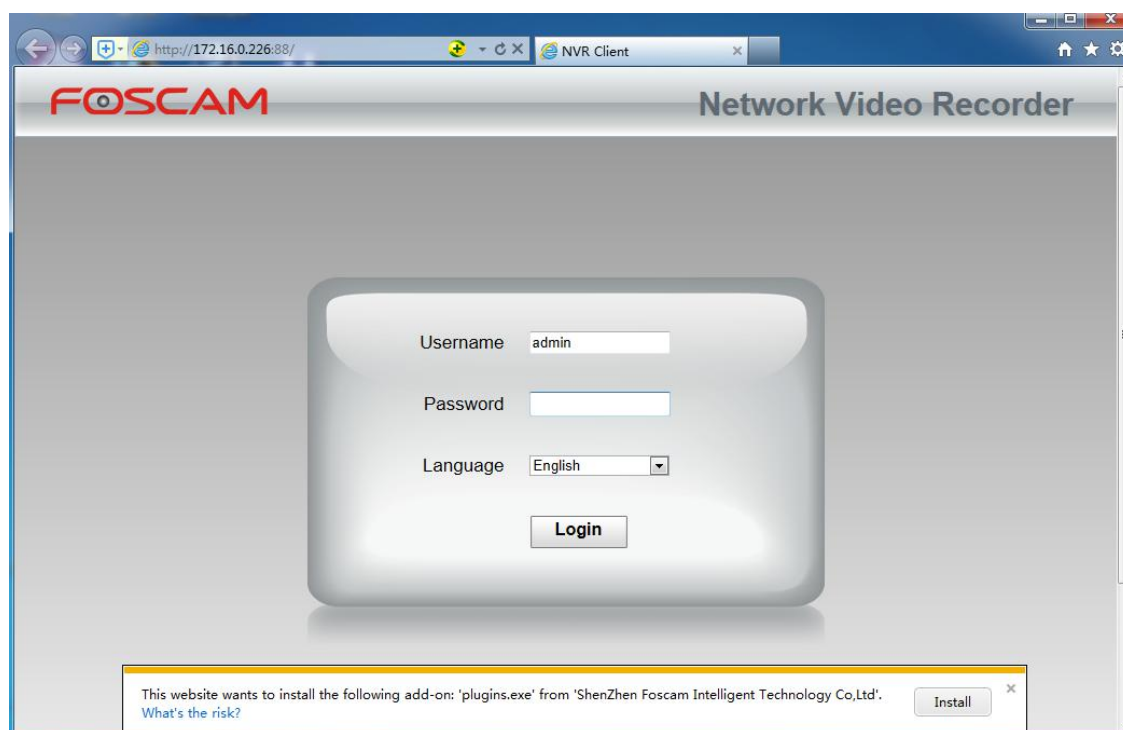 http://172.16.0.226:88/
NVR Client
FOSCAM
Network Video Recorder
Username
admin
Password
Language
English
Login
This website wants to install the following add-on: 'plugins.exe' from 'ShenZhen Foscam Intelligent Technology Co,Ltd'.
What's the risk?
Install